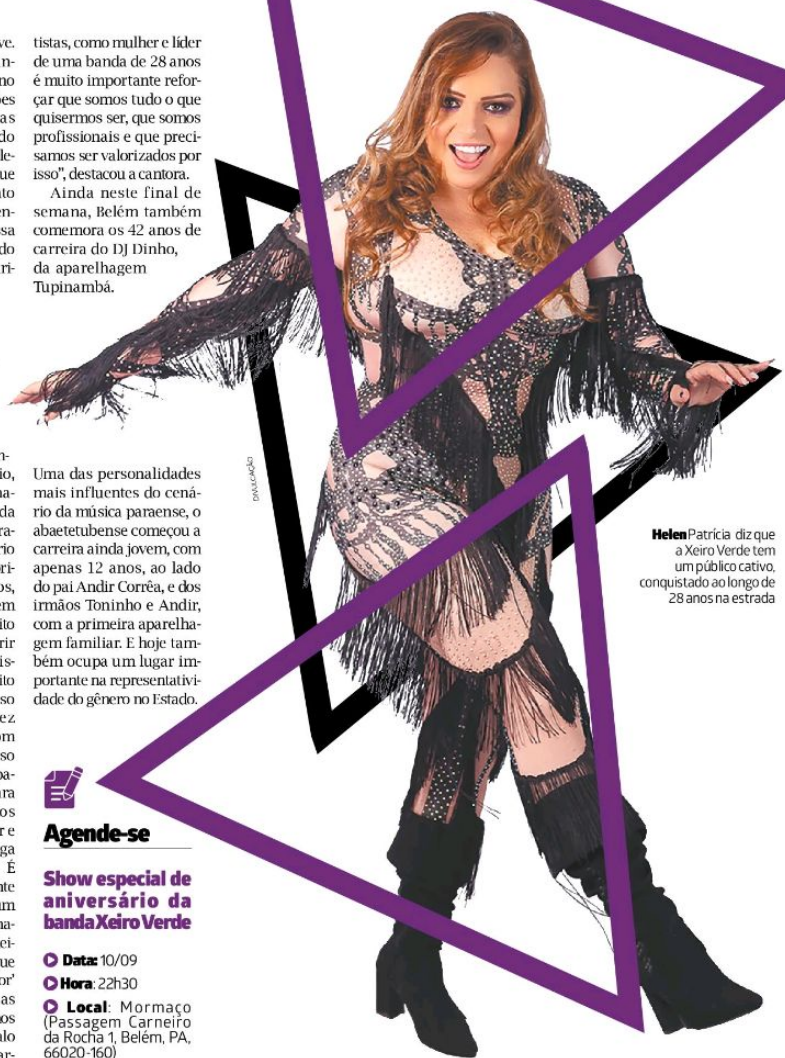 tistas, como mulher e líder
de uma banda de 28 anos
é muito importante refor-
çar que somos tudo o que
quisermos ser, que somos
profissionais e que preci-
samos ser valorizados por
isso", destacou a cantora.
Ainda neste final de
semana, Belém também
comemora os 42 anos de
carreira do DJ Dinho,
da aparelhagem
Tupinambá.
Uma das personalidades
mais influentes do cená-
rio da música paraense, o
abaetetubense começou a
carreira ainda jovem, com
apenas 12 anos, ao lado
do pai Andir Corrêa, e dos
irmãos Toninho e Andir,
com a primeira aparelha-
gem familiar. E hoje tam-
bém ocupa um lugar im-
portante na representativi-
dade do gênero no Estado.
DIVULGAÇÃO
Helen Patrícia diz que
a Xeiro Verde tem
um público cativo,
conquistado ao longo de
28 anos na estrada
Agende-se
Show especial de
aniversário da
banda Xeiro Verde
Data: 10/09
Hora: 22h30
Local: Mormaço
(Passagem Carneiro
da Rocha 1, Belém, PA,
66020-160)